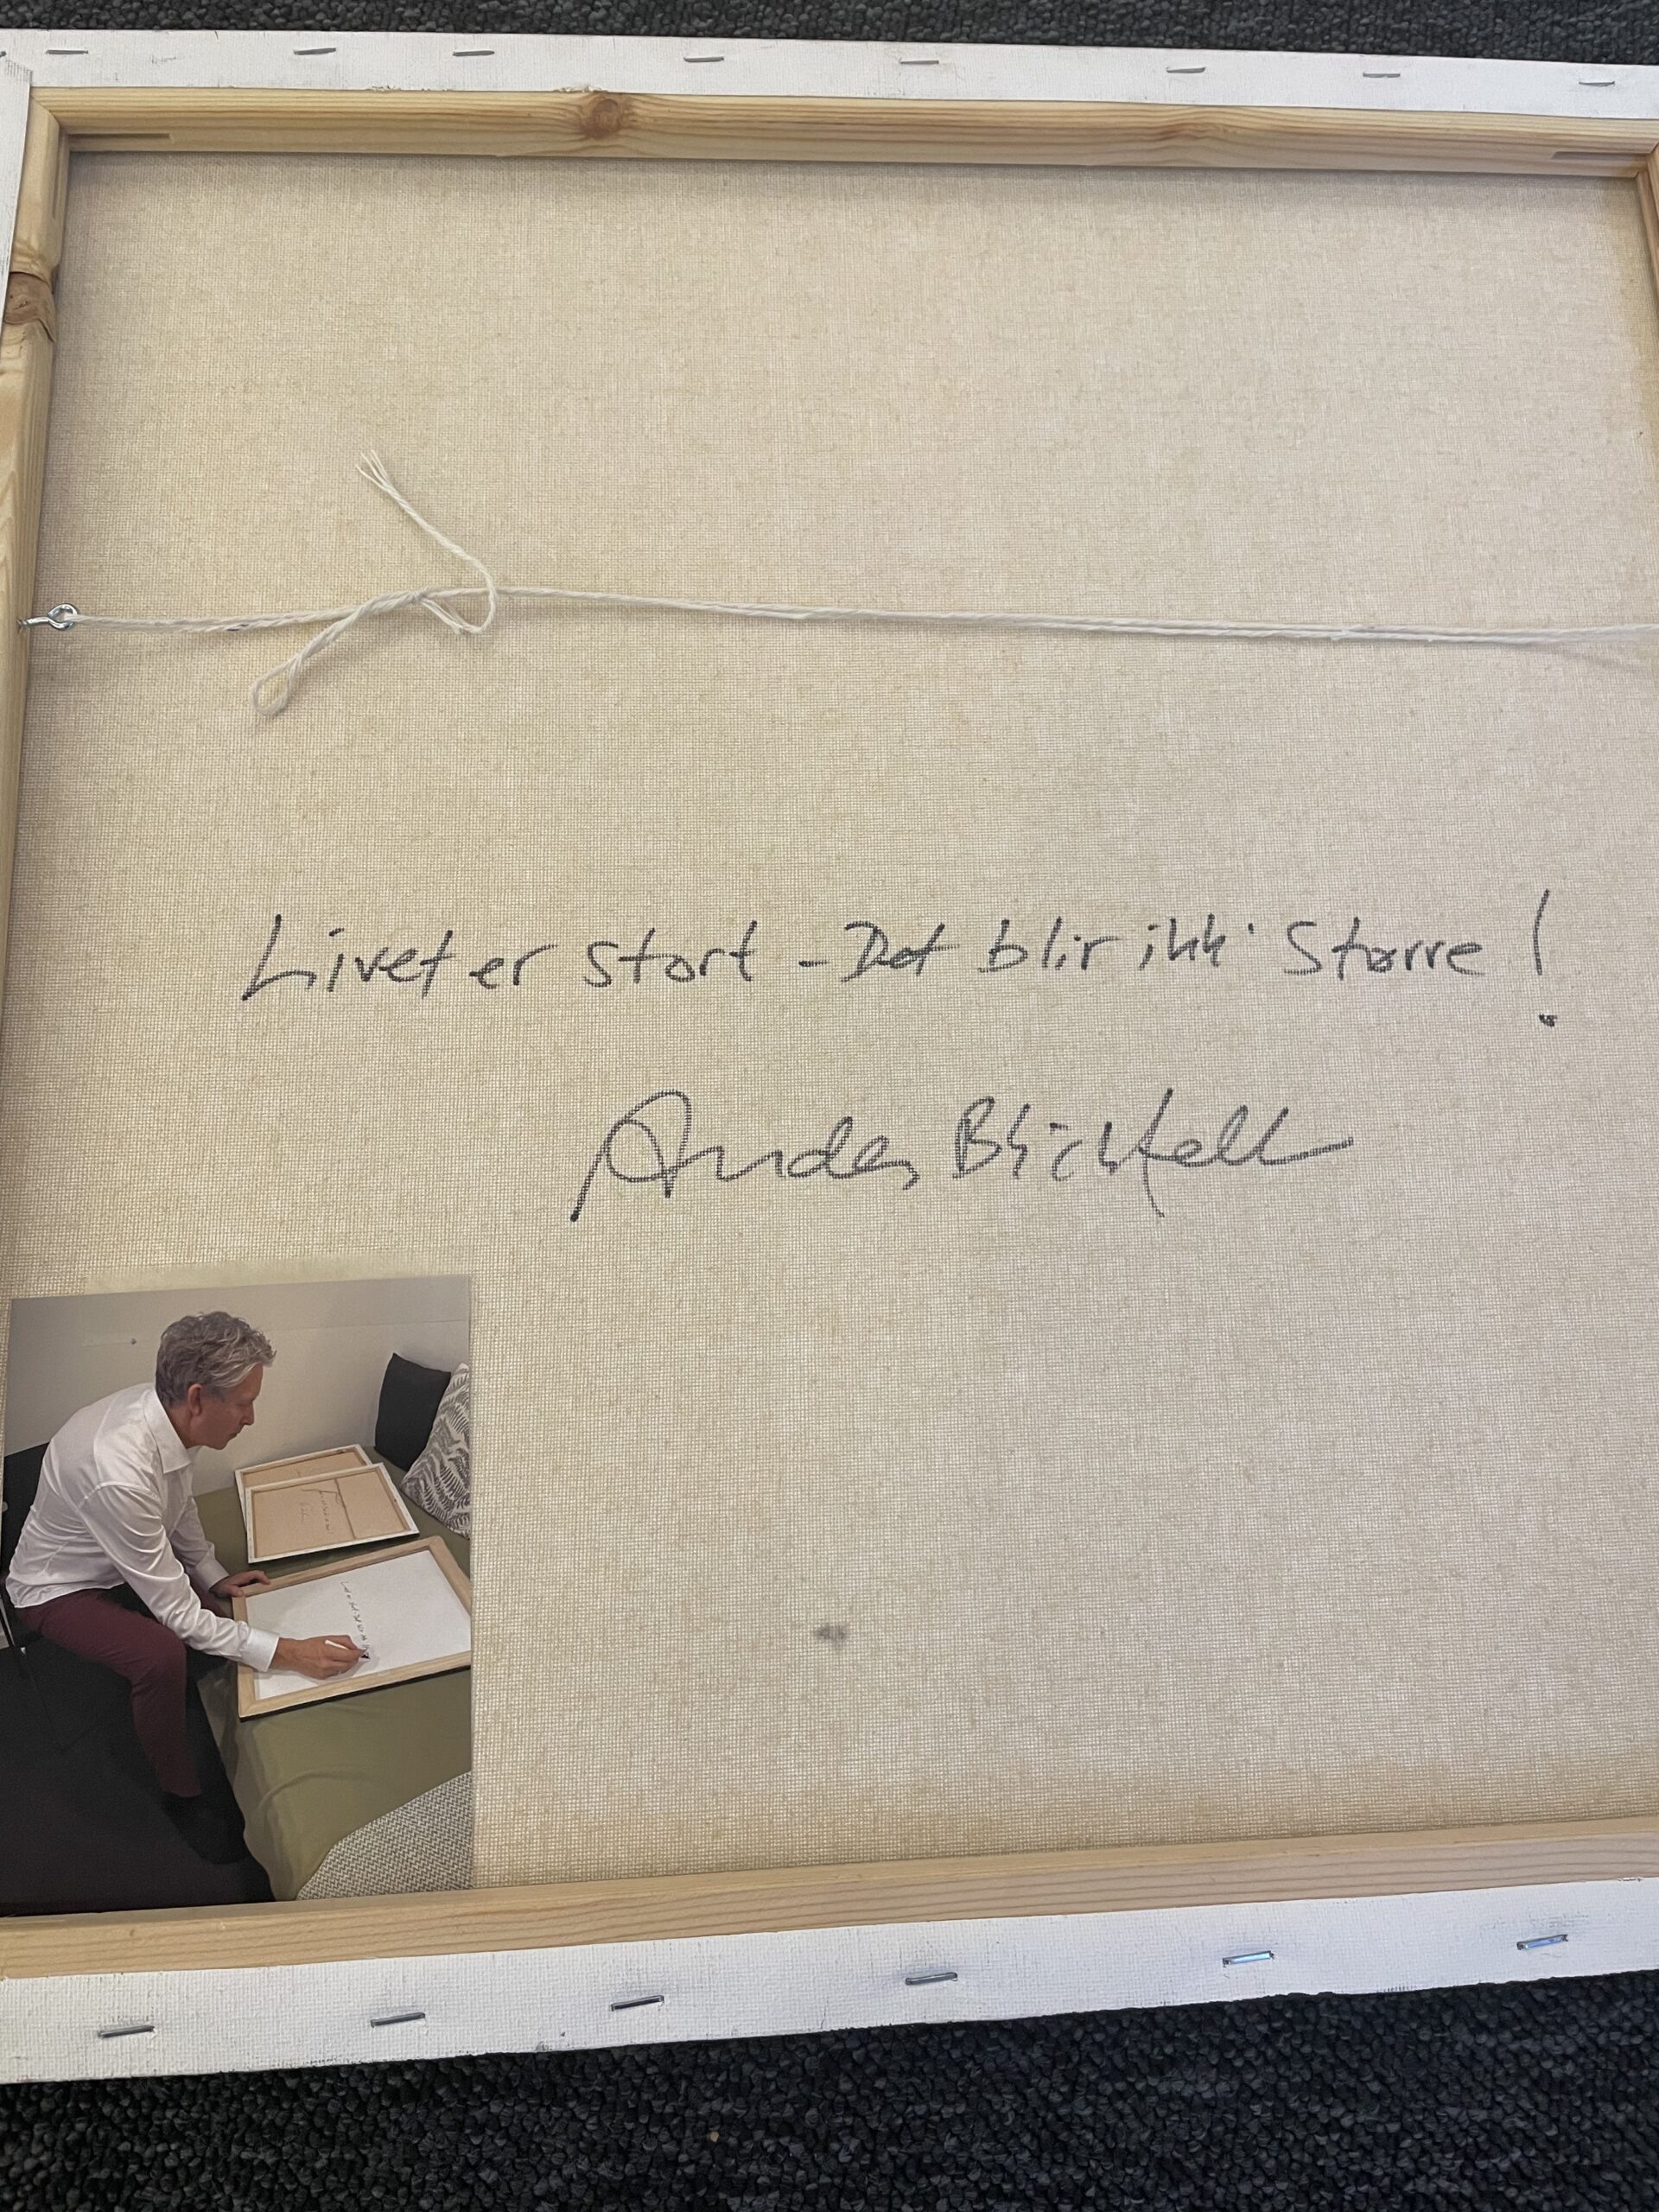 Livet er stort - Det blir ikk' Større!
Anders Blichfeldt